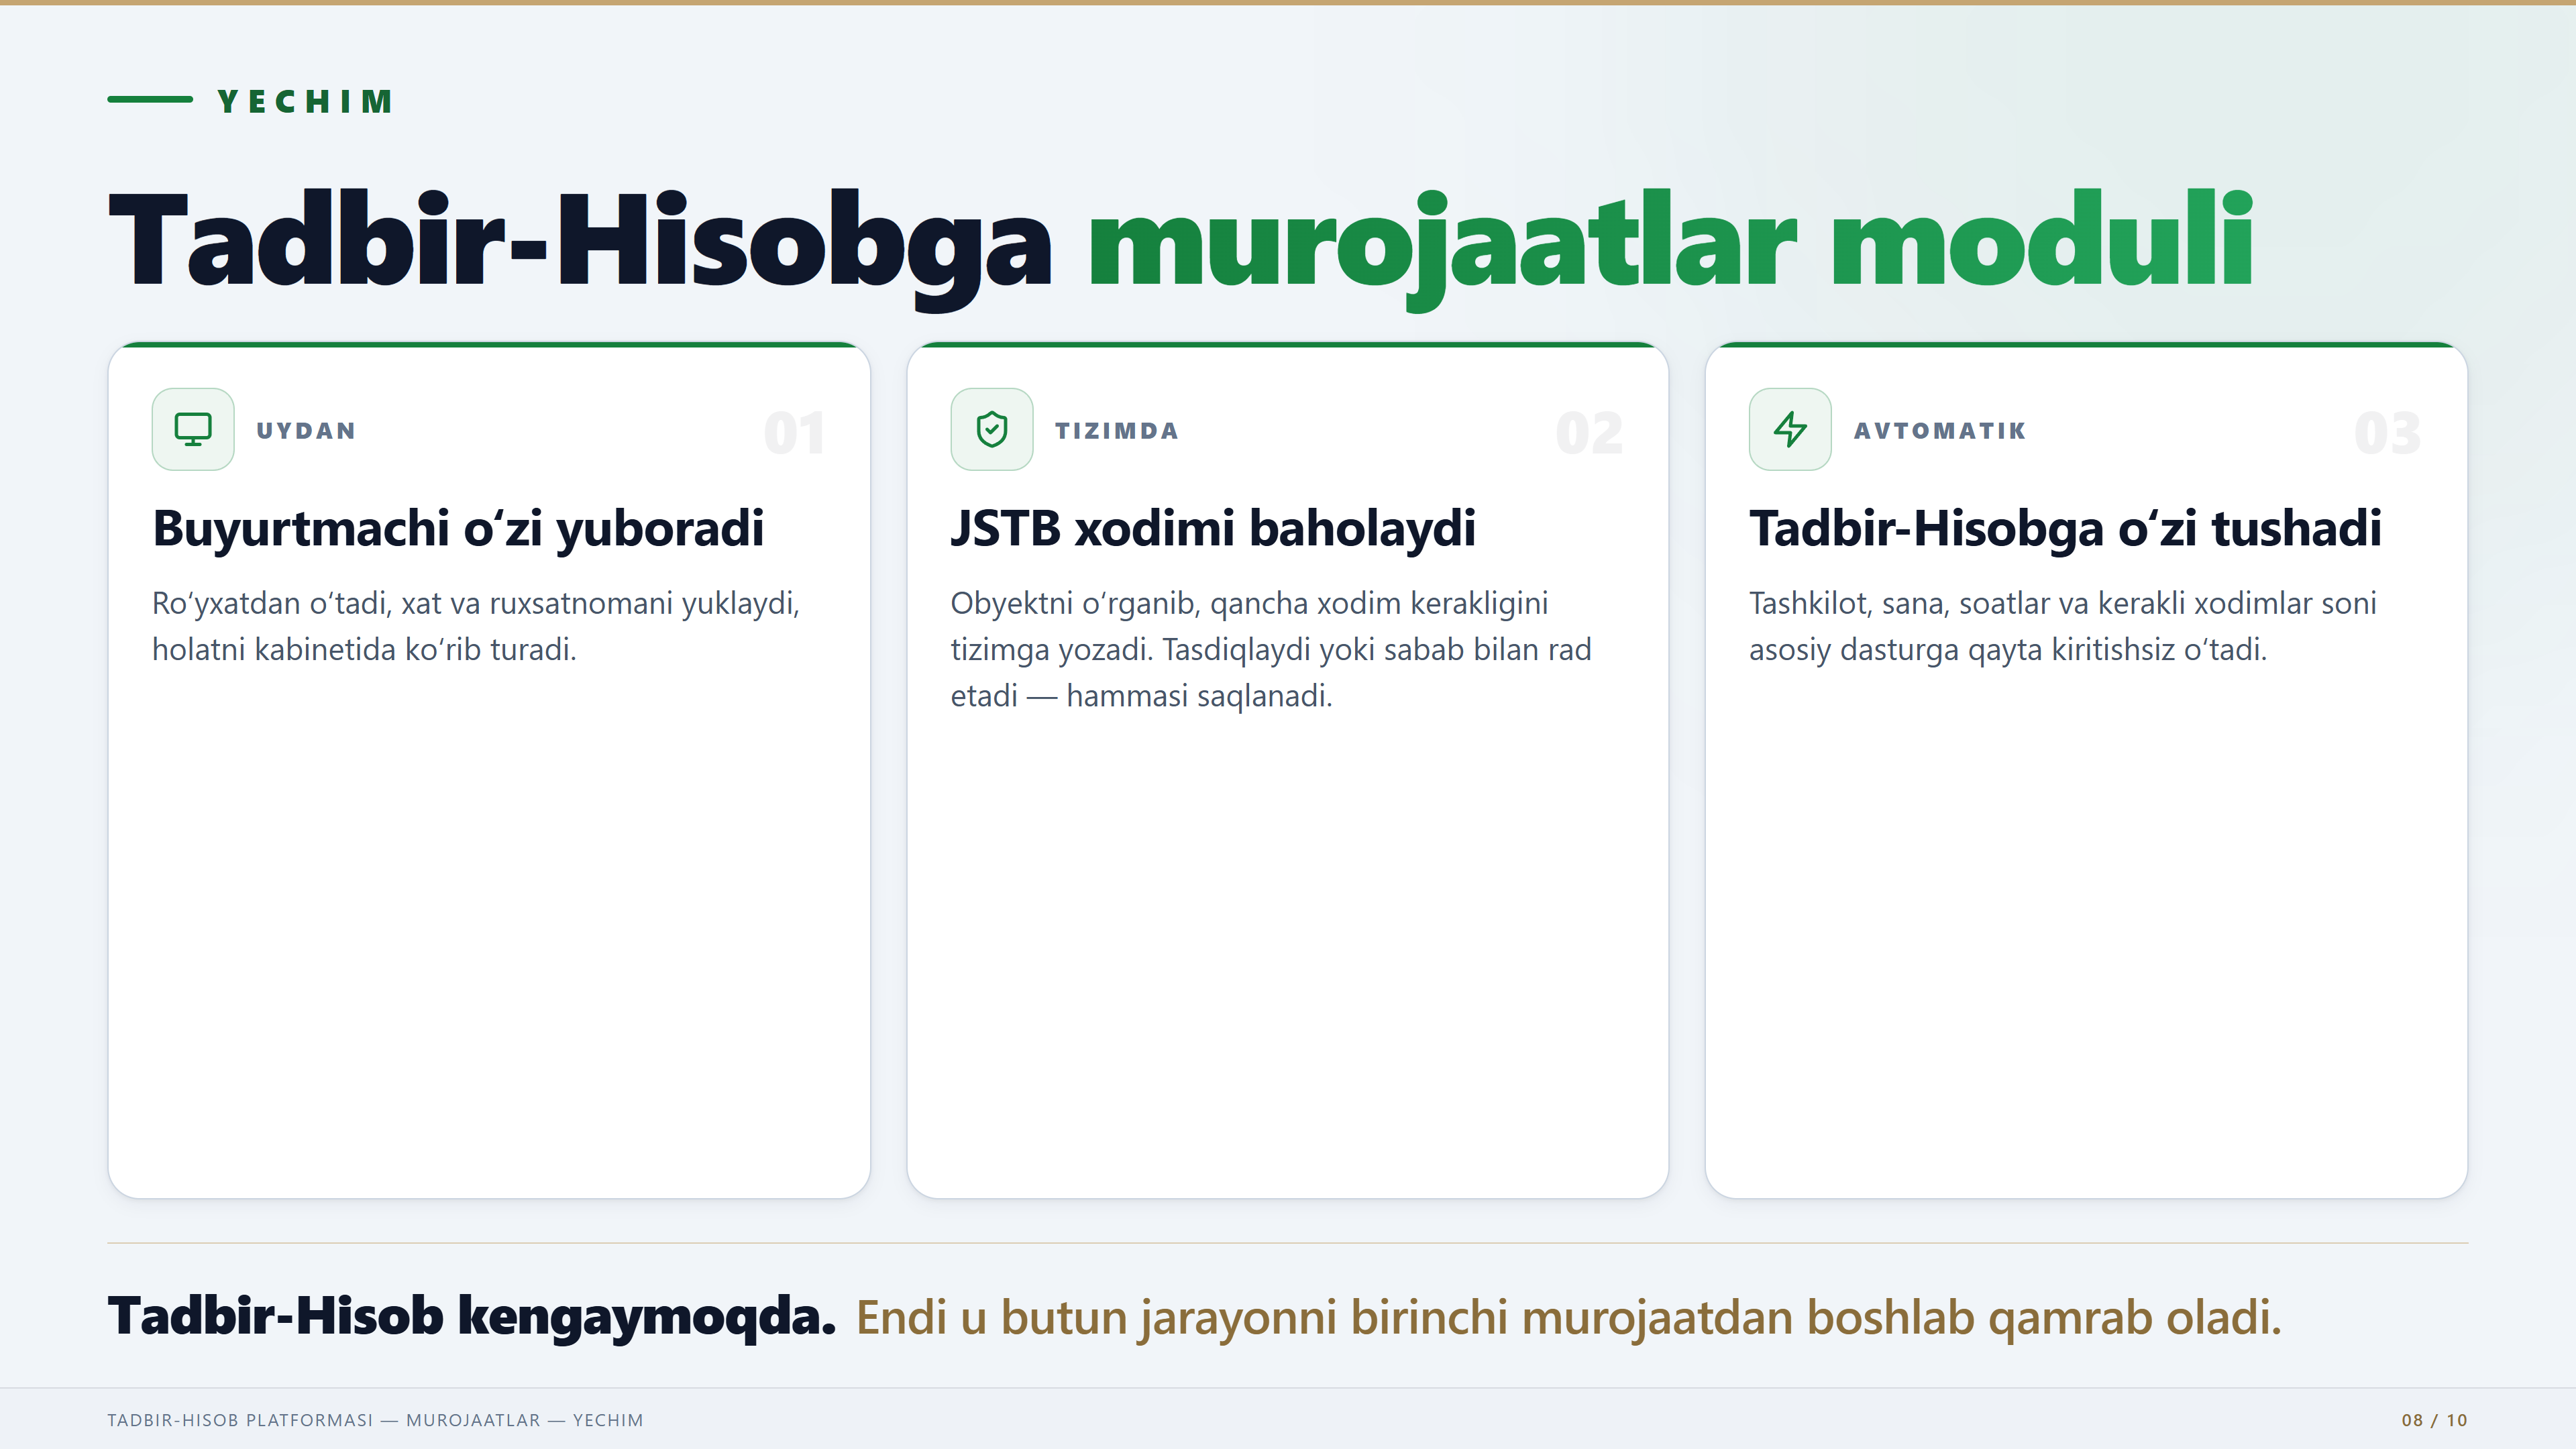 YECHIM
Tadbir-Hisobga murojaatlar moduli
UYDAN
01
Buyurtmachi o‘zi yuboradi
Ro‘yxatdan o‘tadi, xat va ruxsatnomani yuklaydi,
holatni kabinetida ko‘rib turadi.
TIZIMDA
02
JSTB xodimi baholaydi
Obyektni o‘rganib, qancha xodim kerakligini
tizimga yozadi. Tasdiqlaydi yoki sabab bilan rad
etadi — hammasi saqlanadi.
AVTOMATIK
03
Tadbir-Hisobga o‘zi tushadi
Tashkilot, sana, soatlar va kerakli xodimlar soni
asosiy dasturga qayta kiritishsiz o‘tadi.
Tadbir-Hisob kengaymoqda. Endi u butun jarayonni birinchi murojaatdan boshlab qamrab oladi.
TADBIR-HISOB PLATFORMASI — MUROJAATLAR — YECHIM
08 / 10